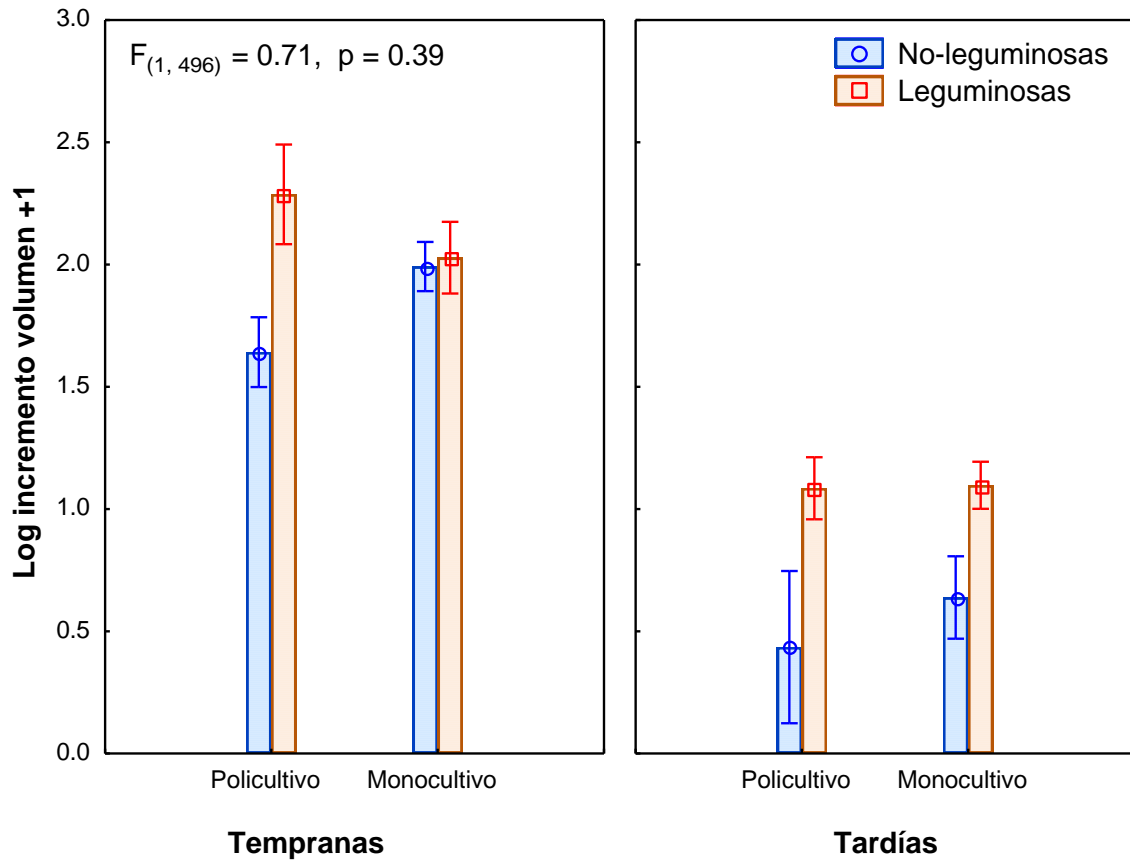 F(1, 496) = 0.71, p = 0.39
No-leguminosas
Leguminosas
Log incremento volumen +1
3.0
2.5
2.0
1.5
1.0
0.5
0.0
Policultivo Monocultivo
Policultivo Monocultivo
Tempranas
Tardías